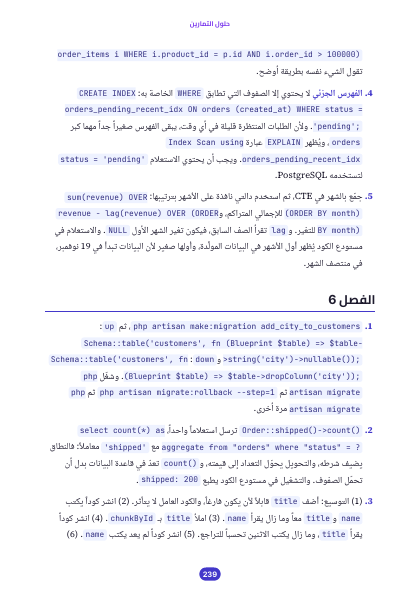 حلول التمارين
order_items i WHERE i.product_id = p.id AND i.order_id > 100000)
تقول الشيء نفسه بطريقة أوضح.
4. الفهرس الجزئي لا يحتوي إلا الصفوف التي تطابق WHERE الخاصة به: CREATE INDEX
orders_pending_recent_idx ON orders (created_at) WHERE status =
'pending';. ولأن الطلبات المنتظرة قليلة في أي وقت، يبقى الفهرس صغيراً جداً مهما كبر
orders، ويُظهر EXPLAIN عبارة Index Scan using
orders_pending_recent_idx. ويجب أن يحتوي الاستعلام status = 'pending'
لتستخدمه PostgreSQL.
5. جمّع بالشهر في CTE، ثم استخدم دالتي نافذة على الأشهر بترتيبها: sum(revenue) OVER
(ORDER BY month) للإجمالي المتراكم، و revenue - lag(revenue) OVER (ORDER
BY month) للتغير. و lag تقرأ الصف السابق، فيكون تغير الشهر الأول NULL. والاستعلام في
مستودع الكود يُظهر أول الأشهر في البيانات المولّدة، وأولها صغير لأن البيانات تبدأ في 19 نوفمبر،
في منتصف الشهر.
الفصل 6
1. php artisan make:migration add_city_to_customers، ثم up:
Schema::table('customers', fn (Blueprint $table) => $table-
>string('city')->nullable()); و down: Schema::table('customers', fn
(Blueprint $table) => $table->dropColumn('city'));. وشغّل php
artisan migrate ثم php artisan migrate:rollback --step=1 ثم php
artisan migrate مرة أخرى.
2. Order::shipped()->count() ترسل استعلاماً واحداً، select count(*) as
aggregate from "orders" where "status" = ? مع 'shipped' معاملاً: فالنطاق
يضيف شرطه، والتحويل يحوّل التعداد إلى قيمته، و count() تعدّ في قاعدة البيانات بدل أن
تحمّل الصفوف. والتشغيل في مستودع الكود يطبع shipped: 200.
3. (1) التوسيع: أضف title قابلاً لأن يكون فارغاً، والكود العامل لا يتأثر. (2) انشر كوداً يكتب
name و title معاً وما زال يقرأ name. (3) املأ title بـ chunkById. (4) انشر كوداً
يقرأ title، وما زال يكتب الاثنين تحسباً للتراجع. (5) انشر كوداً لم يعد يكتب name. (6)
239